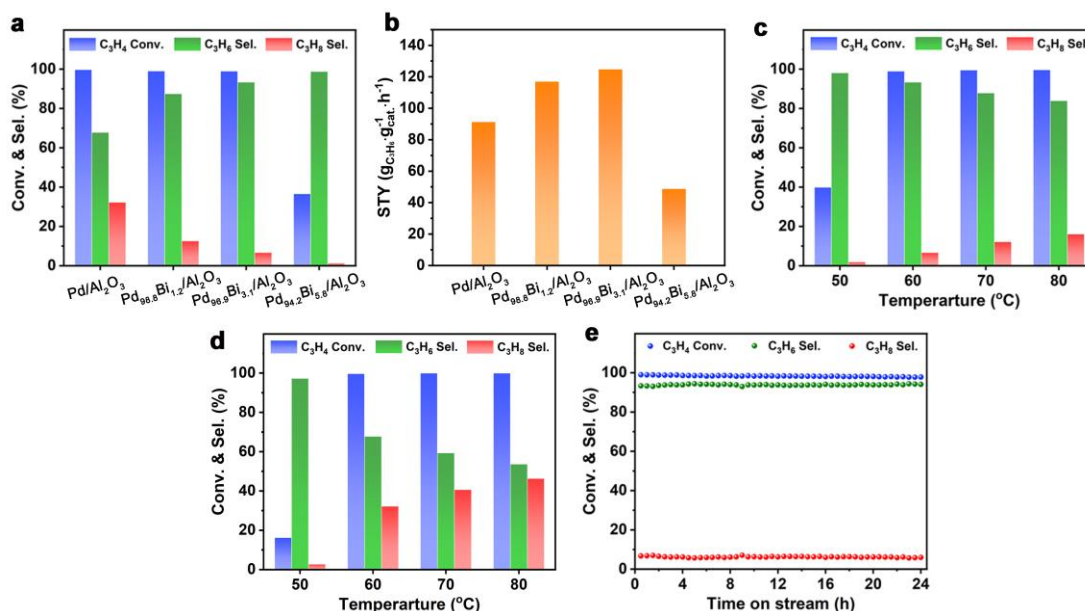 a
C₃H₄ Conv. C₃H₆ Sel. C₃H₈ Sel.
Conv. & Sel. (%)
100
80
60
40
20
0
Pd/Al₂O₃ Pd₉₈.₈Bi₁.₂/Al₂O₃ Pd₉₆.₉Bi₃.₁/Al₂O₃ Pd₉₄.₂Bi₅.₈/Al₂O₃
b
STY (g_C₃H₆·g⁻¹_cat.·h⁻¹)
140
120
100
80
60
40
20
0
Pd/Al₂O₃ Pd₉₈.₈Bi₁.₂/Al₂O₃ Pd₉₆.₉Bi₃.₁/Al₂O₃ Pd₉₄.₂Bi₅.₈/Al₂O₃
c
C₃H₄ Conv. C₃H₆ Sel. C₃H₈ Sel.
Conv. & Sel. (%)
100
80
60
40
20
0
50 60 70 80
Temperarture (°C)
d
C₃H₄ Conv. C₃H₆ Sel. C₃H₈ Sel.
Conv. & Sel. (%)
100
80
60
40
20
0
50 60 70 80
Temperarture (°C)
e
C₃H₄ Conv. C₃H₆ Sel. C₃H₈ Sel.
Conv. & Sel. (%)
100
80
60
40
20
0
0 4 8 12 16 20 24
Time on stream (h)